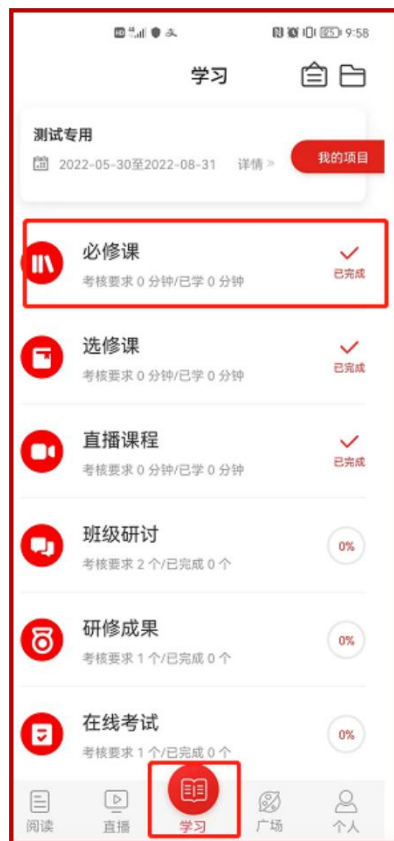 9:58
学习
测试专用
2022-05-30至2022-08-31 详情 »
我的项目
必修课
考核要求 0 分钟/已学 0 分钟
已完成
选修课
考核要求 0 分钟/已学 0 分钟
已完成
直播课程
考核要求 0 分钟/已学 0 分钟
已完成
班级研讨
考核要求 2 个/已完成 0 个
0%
研修成果
考核要求 1 个/已完成 0 个
0%
在线考试
考核要求 1 个/已完成 0 个
0%
阅读
直播
学习
广场
个人